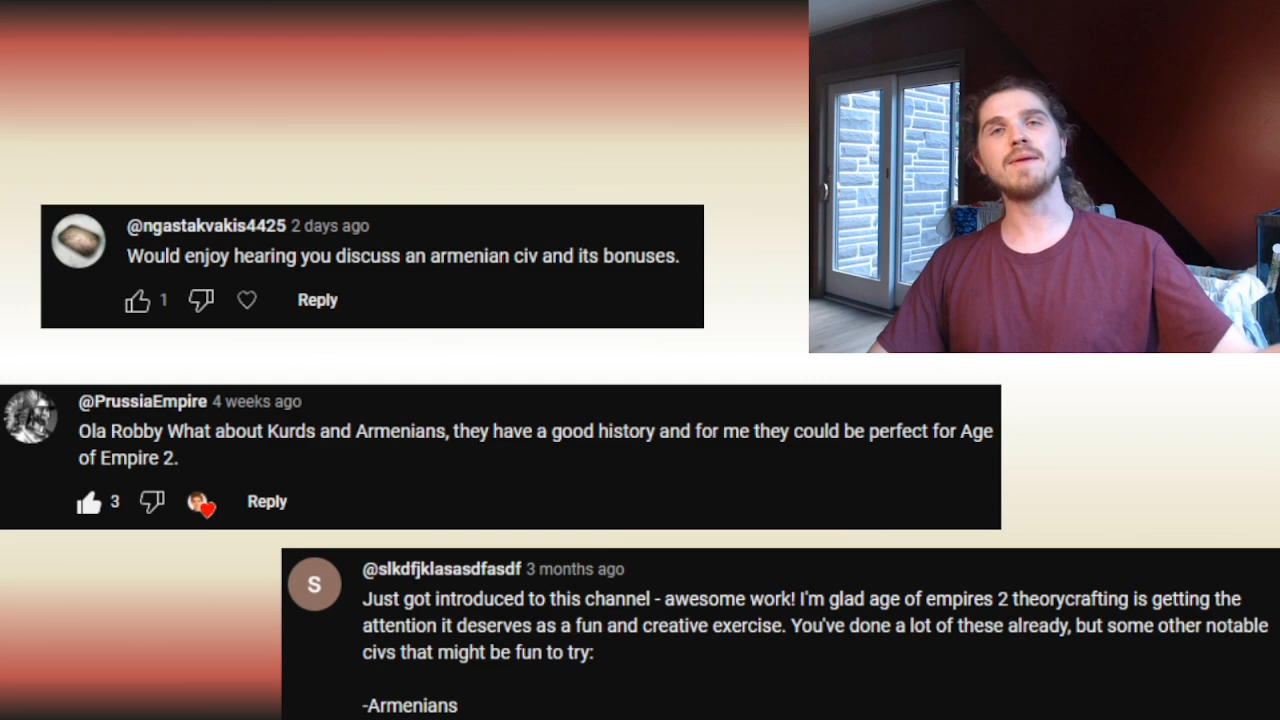 @ngastakvakis4425 2 days ago
Would enjoy hearing you discuss an armenian civ and its bonuses.
1 Reply
@PrussiaEmpire 4 weeks ago
Ola Robby What about Kurds and Armenians, they have a good history and for me they could be perfect for Age
of Empire 2.
3 Reply
S
@slkdfjklasasdfasdf 3 months ago
Just got introduced to this channel - awesome work! I'm glad age of empires 2 theorycrafting is getting the
attention it deserves as a fun and creative exercise. You've done a lot of these already, but some other notable
civs that might be fun to try:
-Armenians